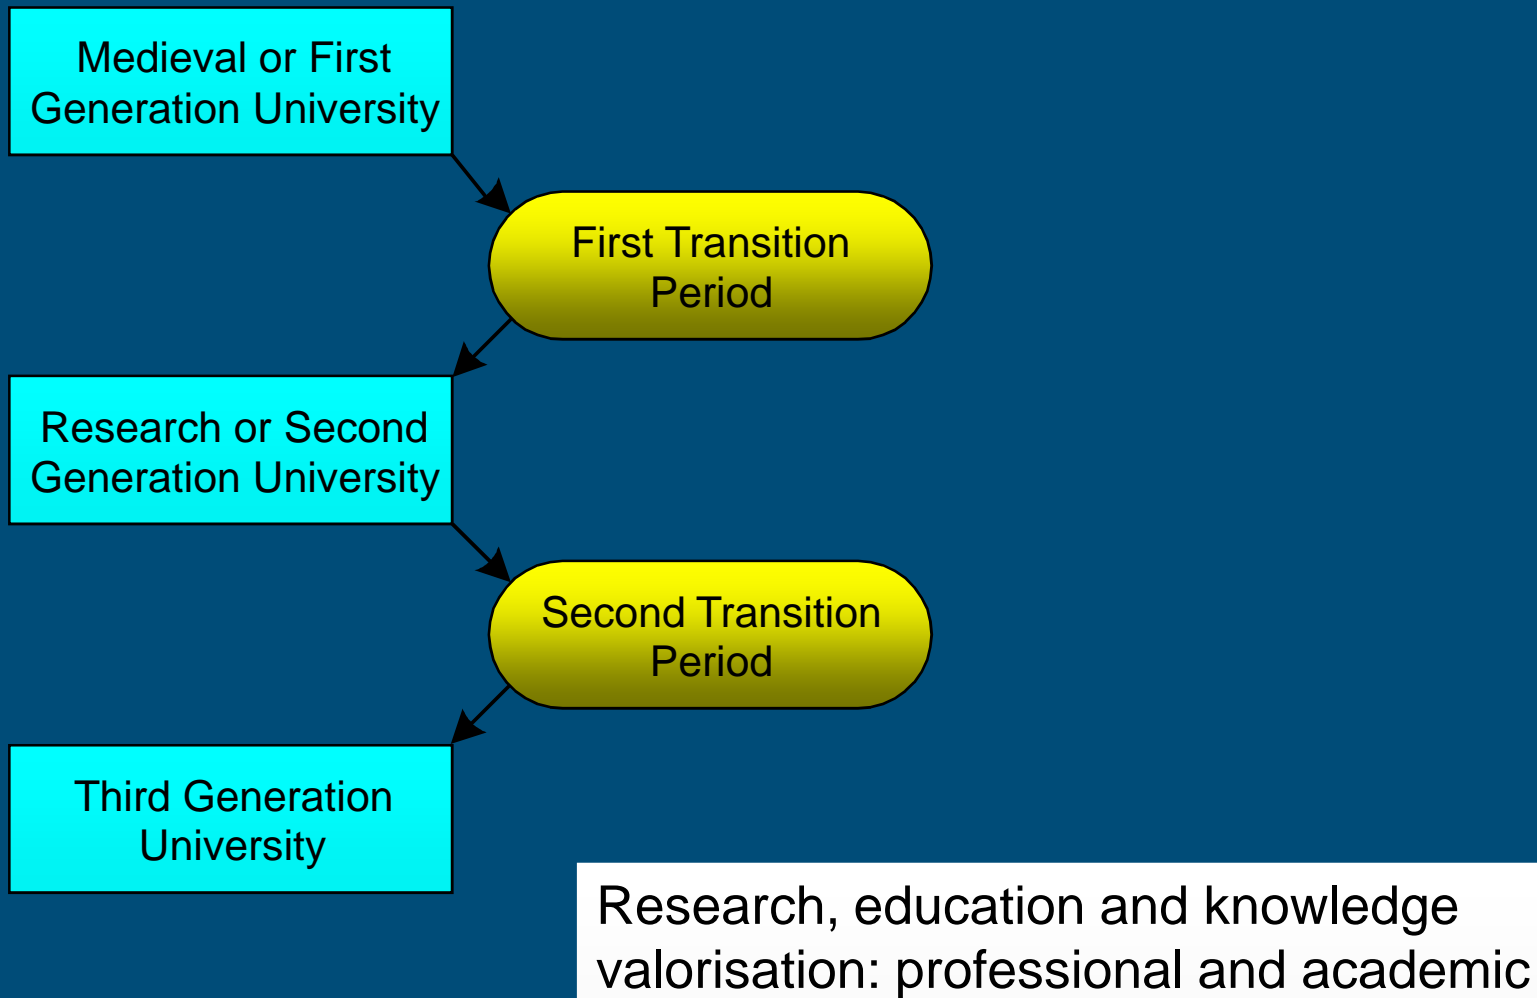 Medieval or First
Generation University
First Transition
Period
Research or Second
Generation University
Second Transition
Period
Third Generation
University
Research, education and knowledge
valorisation: professional and academic